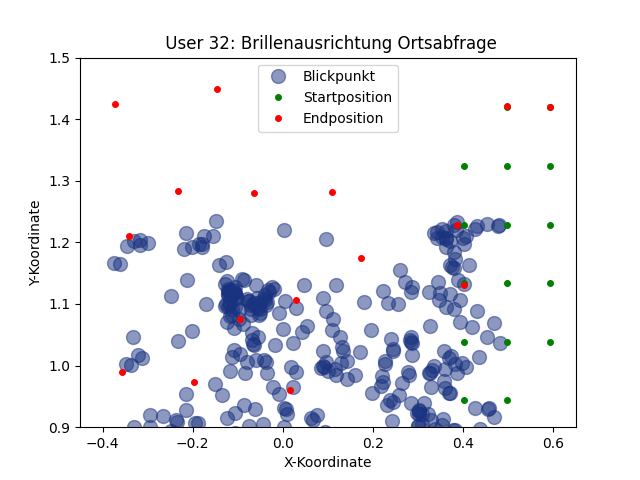 User 32: Brillenausrichtung Ortsabfrage
Blickpunkt
Startposition
Endposition
1.5
1.4
1.3
1.2
1.1
1.0
0.9
Y-Koordinate
−0.4 −0.2 0.0 0.2 0.4 0.6
X-Koordinate